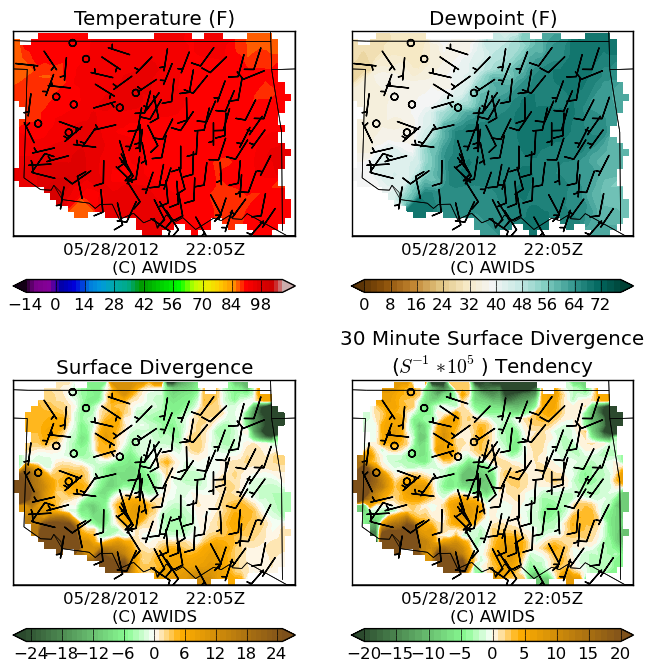 Temperature (F)
Dewpoint (F)
05/28/2012 22:05Z
(C) AWIDS
05/28/2012 22:05Z
(C) AWIDS
−14 0 14 28 42 56 70 84 98
0 8 16 24 32 40 48 56 64 72
Surface Divergence
30 Minute Surface Divergence
(S⁻¹ *10⁵ ) Tendency
05/28/2012 22:05Z
(C) AWIDS
05/28/2012 22:05Z
(C) AWIDS
−24 −18 −12 −6 0 6 12 18 24
−20 −15 −10 −5 0 5 10 15 20